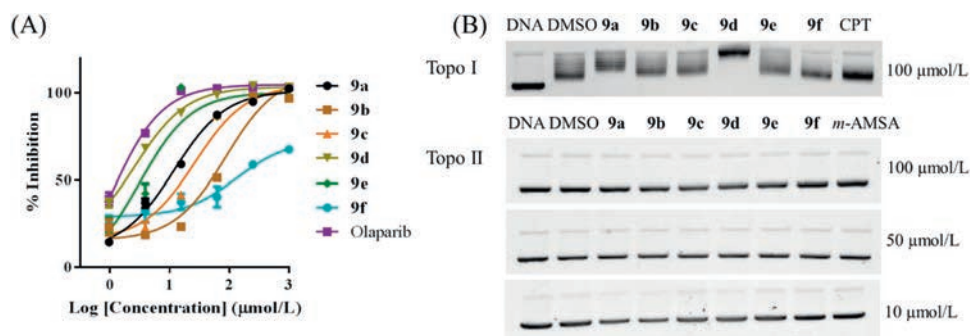 (A)
100
50
0
% Inhibition
0
1
2
3
Log [Concentration] (µmol/L)
9a
9b
9c
9d
9e
9f
Olaparib
(B)
DNA DMSO 9a 9b 9c 9d 9e 9f CPT
Topo I
100 µmol/L
DNA DMSO 9a 9b 9c 9d 9e 9f m-AMSA
Topo II
100 µmol/L
50 µmol/L
10 µmol/L